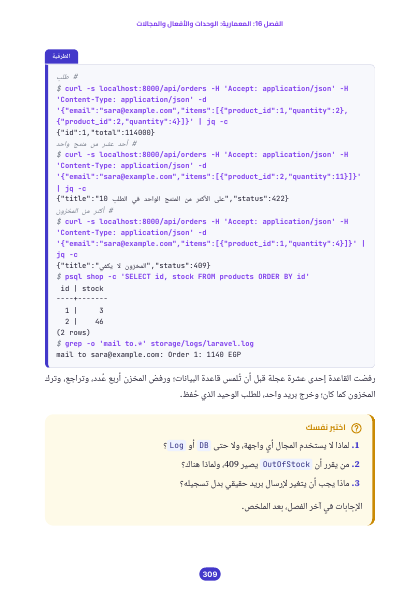 الفصل 16: المعمارية: الوحدات والأفعال والمجالات
الطرفية
# طلب
$ curl -s localhost:8000/api/orders -H 'Accept: application/json' -H
'Content-Type: application/json' -d
'{"email":"sara@example.com","items":[{"product_id":1,"quantity":2},
{"product_id":2,"quantity":4}]}' | jq -c
{"id":1,"total":114000}
# أحد عشر من منتج واحد
$ curl -s localhost:8000/api/orders -H 'Accept: application/json' -H
'Content-Type: application/json' -d
'{"email":"sara@example.com","items":[{"product_id":2,"quantity":11}]}'
| jq -c
{"title":"على الأكثر من المنتج الواحد في الطلب 10","status":422}
# أكثر من المخزون
$ curl -s localhost:8000/api/orders -H 'Accept: application/json' -H
'Content-Type: application/json' -d
'{"email":"sara@example.com","items":[{"product_id":1,"quantity":4}]}' |
jq -c
{"title":"المخزون لا يكفي","status":409}
$ psql shop -c 'SELECT id, stock FROM products ORDER BY id'
id | stock
----+-------
1 | 3
2 | 46
(2 rows)
$ grep -o 'mail to.*' storage/logs/laravel.log
mail to sara@example.com: Order 1: 1140 EGP
رفضت القاعدة إحدى عشرة عجلة قبل أن تُلمس قاعدة البيانات؛ ورفض المخزن أربع عُدد، وتراجع، وترك
المخزون كما كان؛ وخرج بريد واحد، للطلب الوحيد الذي حُفظ.
اختبر نفسك
1. لماذا لا يستخدم المجال أي واجهة، ولا حتى DB أو Log ؟
2. من يقرر أن OutOfStock يصير 409، ولماذا هناك؟
3. ماذا يجب أن يتغير لإرسال بريد حقيقي بدل تسجيله؟
الإجابات في آخر الفصل، بعد الملخص.
309